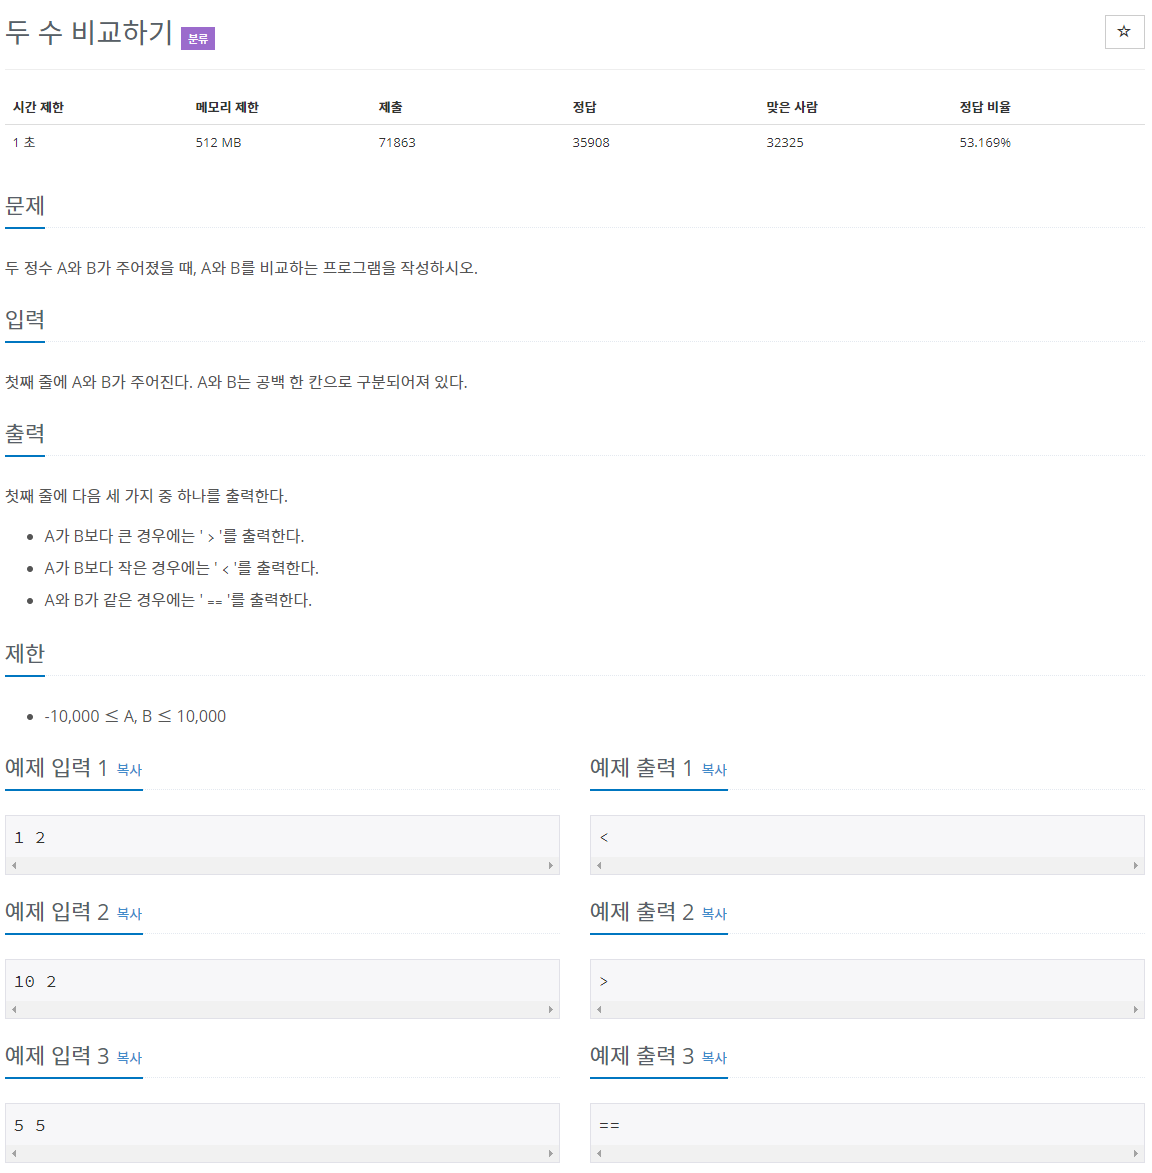 두 수 비교하기 분류
☆
시간 제한 메모리 제한 제출 정답 맞은 사람 정답 비율
1 초 512 MB 71863 35908 32325 53.169%
문제
두 정수 A와 B가 주어졌을 때, A와 B를 비교하는 프로그램을 작성하시오.
입력
첫째 줄에 A와 B가 주어진다. A와 B는 공백 한 칸으로 구분되어져 있다.
출력
첫째 줄에 다음 세 가지 중 하나를 출력한다.
• A가 B보다 큰 경우에는 ' > '를 출력한다.
• A가 B보다 작은 경우에는 ' < '를 출력한다.
• A와 B가 같은 경우에는 ' == '를 출력한다.
제한
• -10,000 ≤ A, B ≤ 10,000
예제 입력 1 복사
1 2
예제 출력 1 복사
<
예제 입력 2 복사
10 2
예제 출력 2 복사
>
예제 입력 3 복사
5 5
예제 출력 3 복사
==